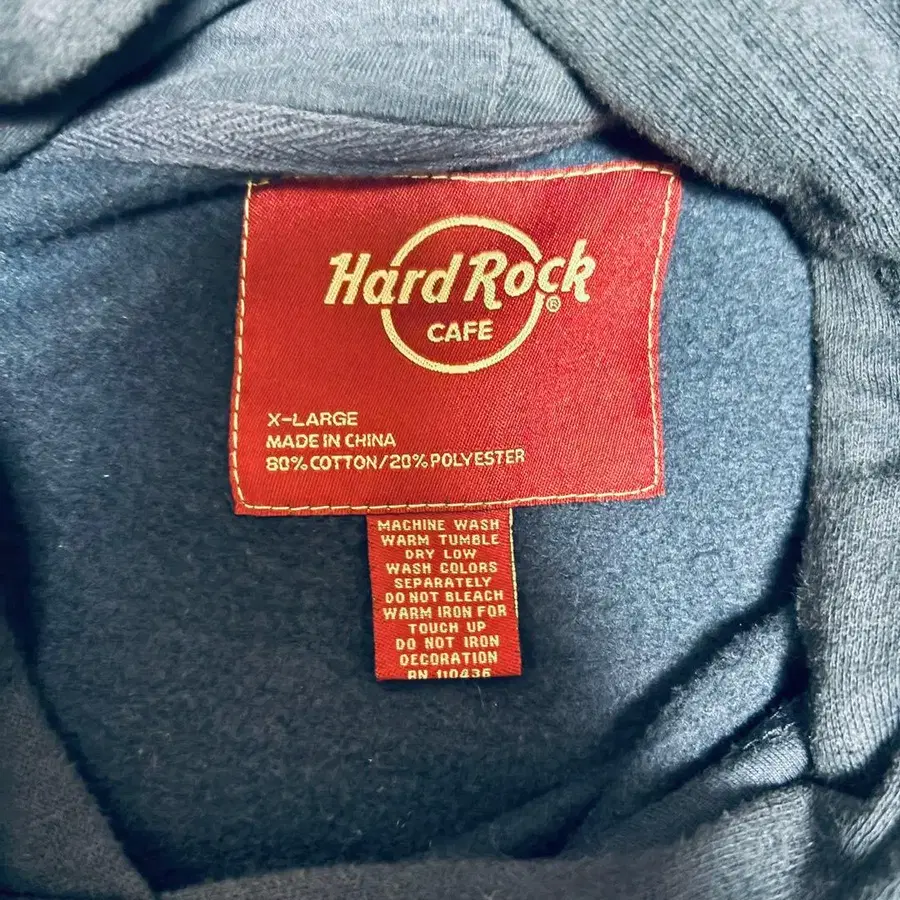 Hard Rock
®
CAFE
X-LARGE
MADE IN CHINA
80% COTTON/20% POLYESTER
MACHINE WASH
WARM TUMBLE
DRY LOW
WASH COLORS
SEPARATELY
DO NOT BLEACH
WARM IRON FOR
TOUCH UP
DO NOT IRON
DECORATION
RN 110436